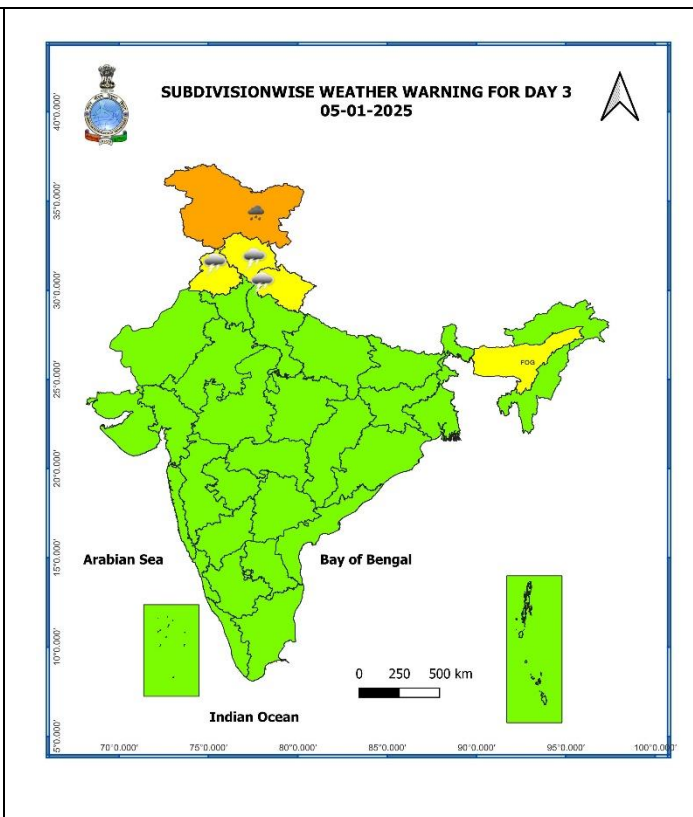 SUBDIVISIONWISE WEATHER WARNING FOR DAY 3
05-01-2025
40°0.000'
35°0.000'
30°0.000'
25°0.000'
20°0.000'
15°0.000'
10°0.000'
5°0.000'
FOG
Arabian Sea
Bay of Bengal
0 250 500 km
Indian Ocean
70°0.000' 75°0.000' 80°0.000' 85°0.000' 90°0.000' 95°0.000' 100°0.000'